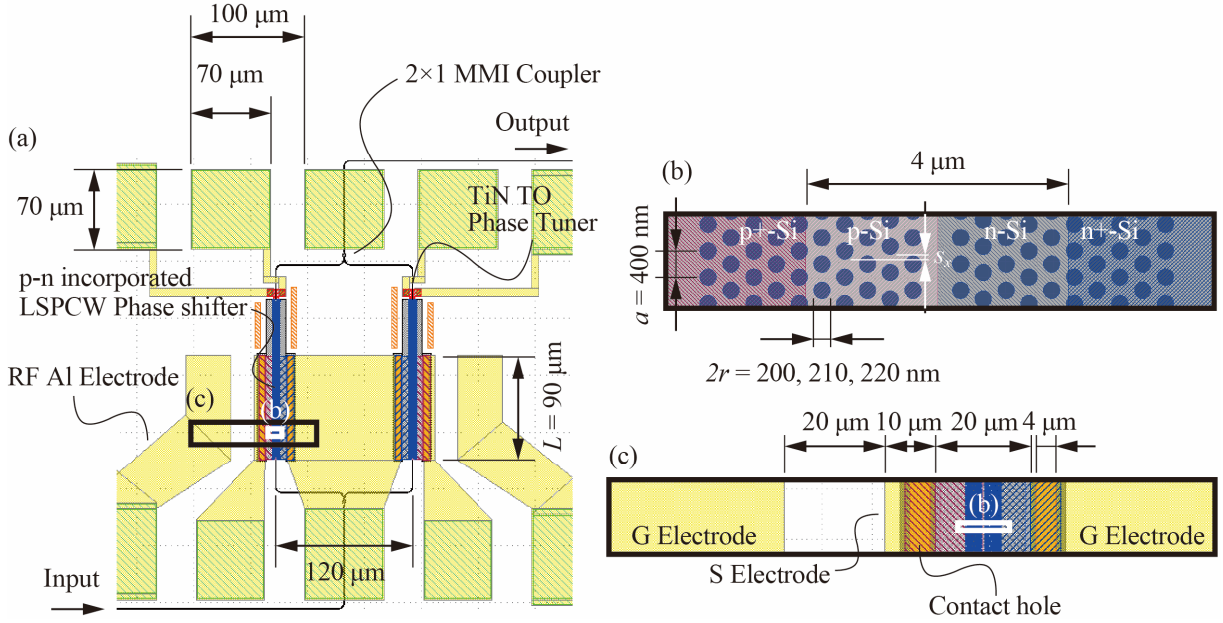 (a)
100 μm
70 μm
2×1 MMI Coupler
Output
70 μm
TiN TO
Phase Tuner
p-n incorporated
LSPCW Phase shifter
RF Al Electrode
(c)
(b)
L = 90 μm
120 μm
Input
(b)
4 μm
p+-Si
p-Si
n-Si
n+-Si
sx
a = 400 nm
2r = 200, 210, 220 nm
(c)
20 μm
10 μm
20 μm
4 μm
(b)
G Electrode
G Electrode
S Electrode
Contact hole